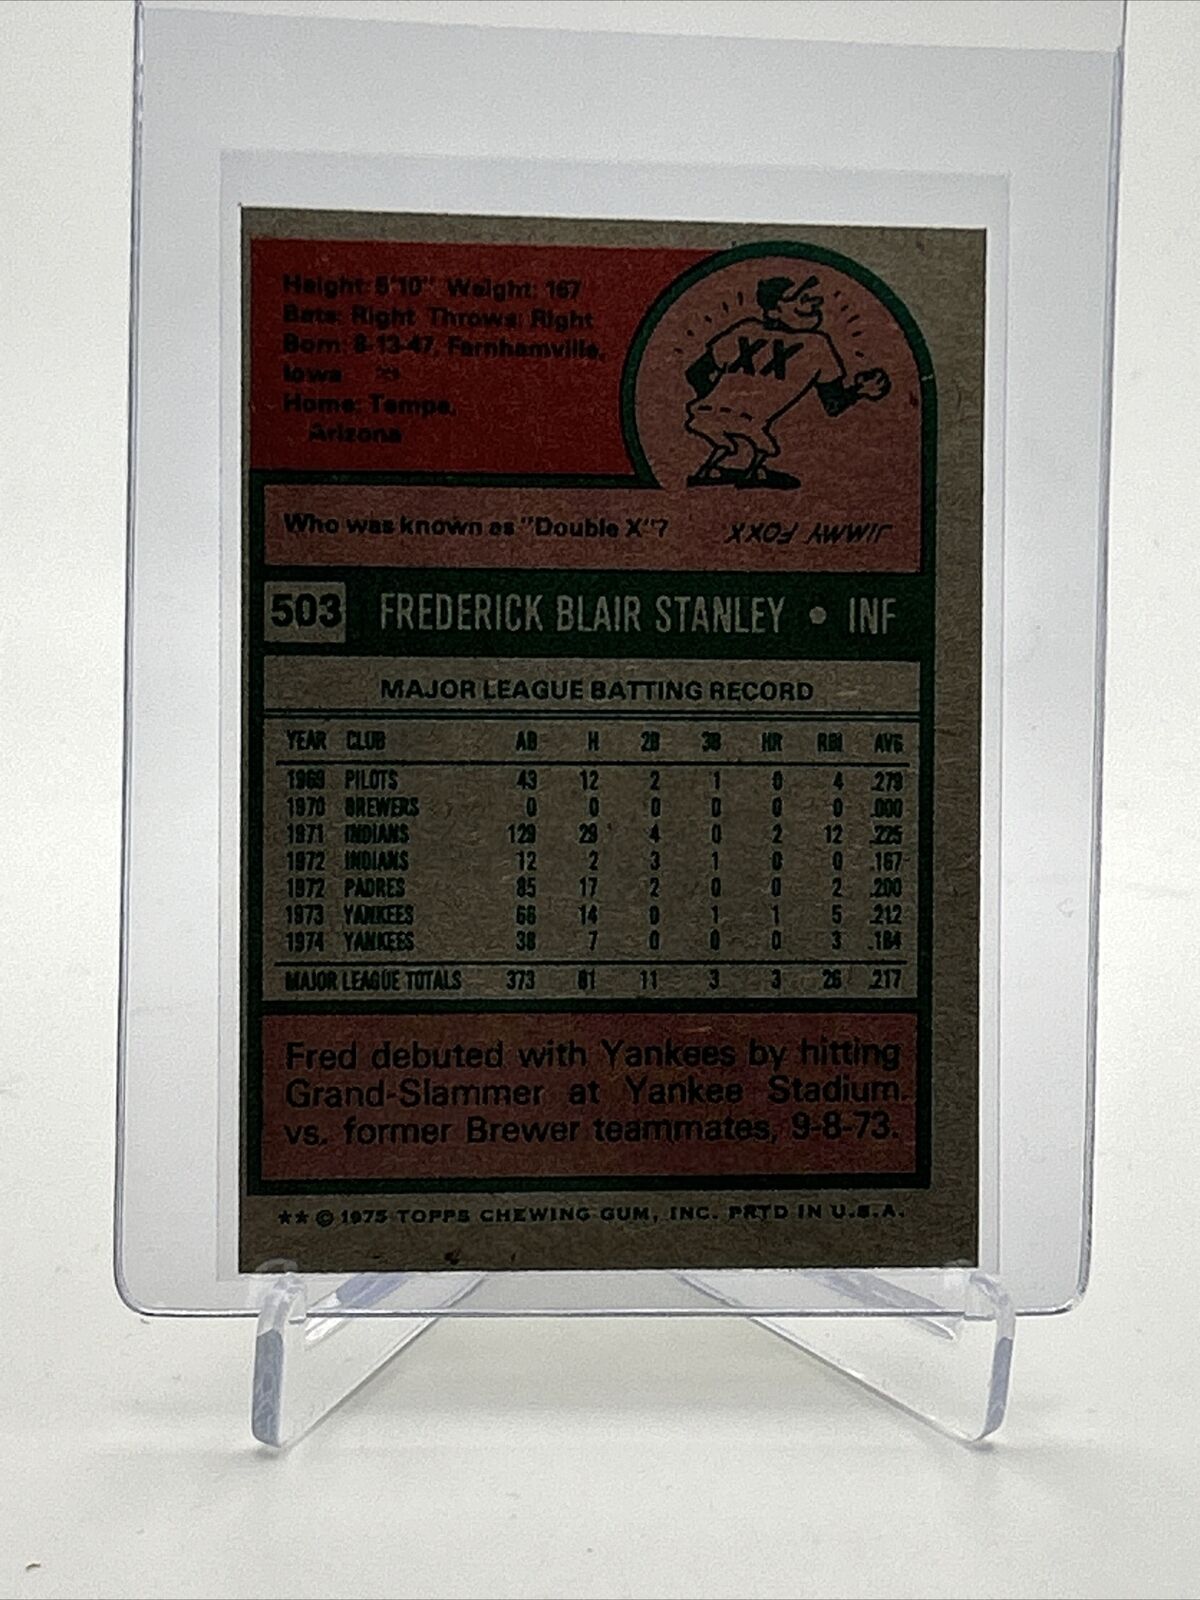 Height: 5'10" Weight: 167
Bats: Right Throws: Right
Born: 8-13-47, Farnhamville,
Iowa
Home: Tempe,
Arizona
XX
Who was known as "Double X"? JIMMY FOXX
503 FREDERICK BLAIR STANLEY • INF
MAJOR LEAGUE BATTING RECORD
YEAR CLUB AB H 2B 3B HR RBI AVG
1969 PILOTS 43 12 2 1 0 4 .279
1970 BREWERS 0 0 0 0 0 0 .000
1971 INDIANS 129 29 4 0 2 12 .225
1972 INDIANS 12 2 3 1 0 0 .167
1972 PADRES 85 17 2 0 0 2 .200
1973 YANKEES 66 14 0 1 1 5 .212
1974 YANKEES 38 7 0 0 0 3 .184
MAJOR LEAGUE TOTALS 373 81 11 3 3 26 .217
Fred debuted with Yankees by hitting
Grand-Slammer at Yankee Stadium
vs. former Brewer teammates, 9-8-73.
★★ © 1975 TOPPS CHEWING GUM, INC. PRTD IN U.S.A.